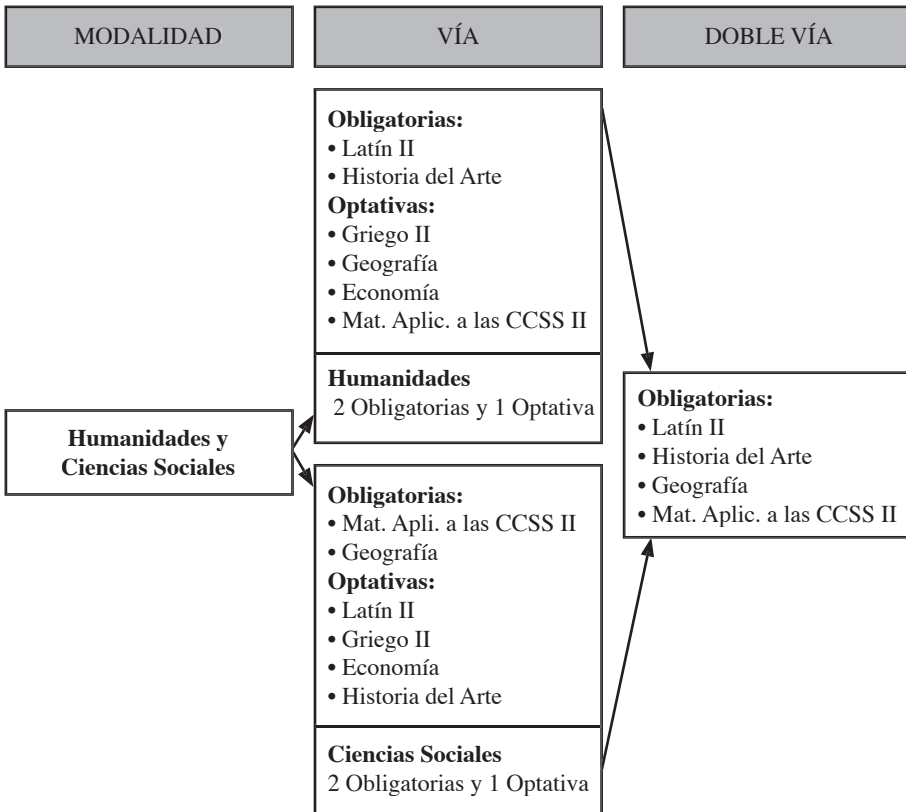 MODALIDAD
VÍA
DOBLE VÍA
Obligatorias:
• Latín II
• Historia del Arte
Optativas:
• Griego II
• Geografía
• Economía
• Mat. Aplic. a las CCSS II
Humanidades
2 Obligatorias y 1 Optativa
Humanidades y
Ciencias Sociales
Obligatorias:
• Mat. Apli. a las CCSS II
• Geografía
Optativas:
• Latín II
• Griego II
• Economía
• Historia del Arte
Ciencias Sociales
2 Obligatorias y 1 Optativa
Obligatorias:
• Latín II
• Historia del Arte
• Geografía
• Mat. Aplic. a las CCSS II